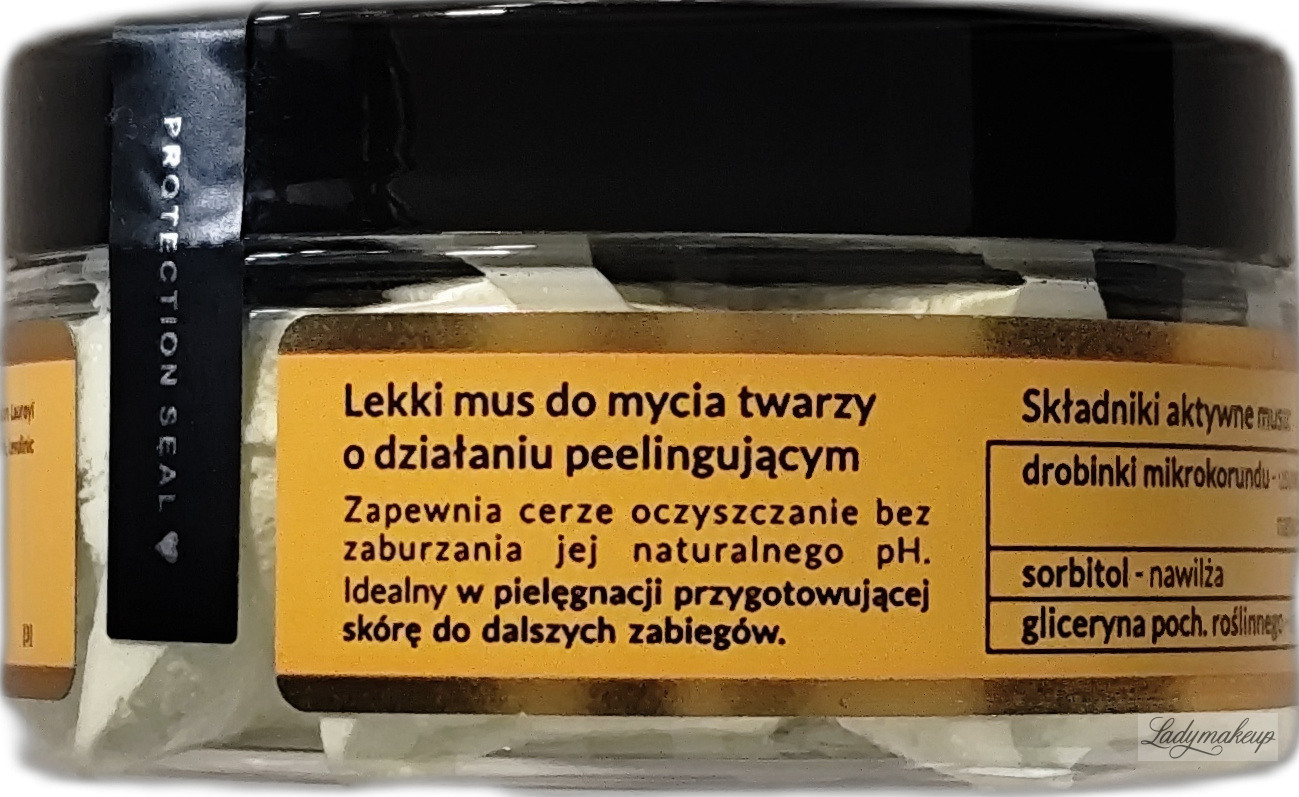 PROTECTION SEAL
Lekki mus do mycia twarzy
o działaniu peelingującym
Zapewnia cerze oczyszczanie bez
zaburzania jej naturalnego pH.
Idealny w pielęgnacji przygotowującej
skórę do dalszych zabiegów.
Składniki aktywne
drobinki mikrokorundu -
sorbitol - nawilża
gliceryna poch. roślinnego
Ladymakeup